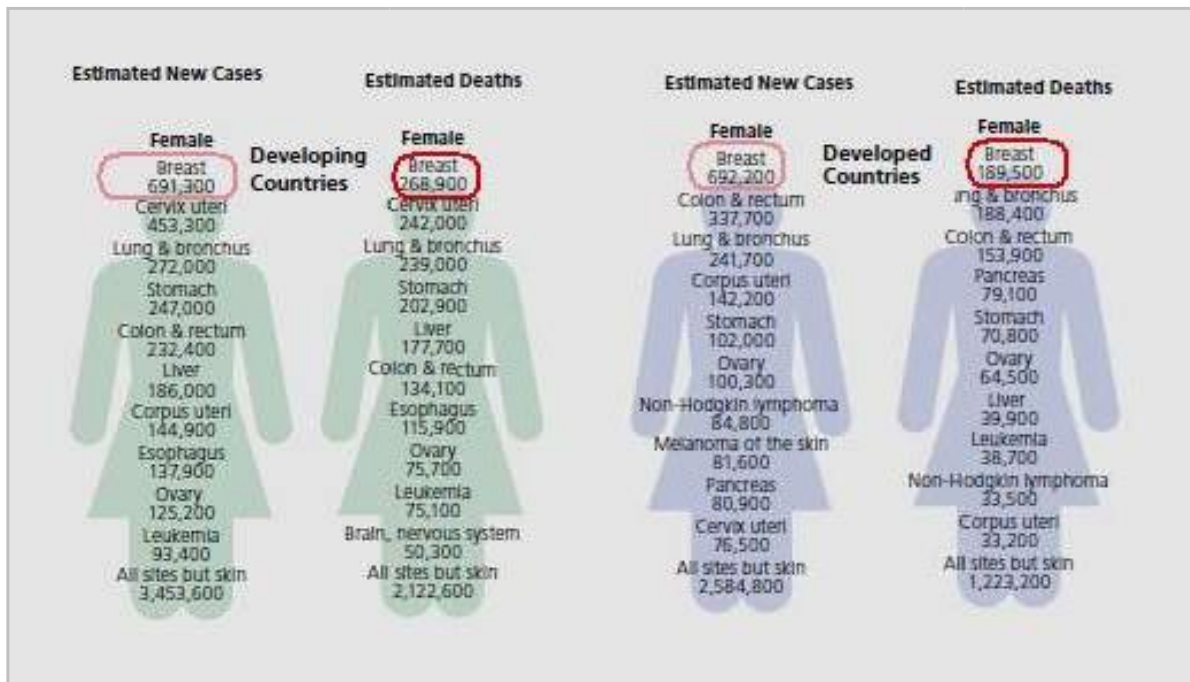 Estimated New Cases
Female
Breast
691,300
Cervix uteri
453,300
Lung & bronchus
272,000
Stomach
247,000
Colon & rectum
232,400
Liver
186,000
Corpus uteri
144,900
Esophagus
137,900
Ovary
125,200
Leukemia
93,400
All sites but skin
3,453,600
Developing
Countries
Estimated Deaths
Female
Breast
268,900
Cervix uteri
242,000
Lung & bronchus
239,000
Stomach
202,900
Liver
177,700
Colon & rectum
134,100
Esophagus
115,900
Ovary
75,700
Leukemia
75,100
Brain, nervous system
50,300
All sites but skin
2,122,600
Estimated New Cases
Female
Breast
692,200
Colon & rectum
337,700
Lung & bronchus
241,700
Corpus uteri
142,200
Stomach
102,000
Ovary
100,300
Non-Hodgkin lymphoma
84,800
Melanoma of the skin
81,600
Pancreas
80,900
Cervix uteri
76,500
All sites but skin
2,584,800
Developed
Countries
Estimated Deaths
Female
Breast
189,500
ng & bronchus
188,400
Colon & rectum
153,900
Pancreas
79,100
Stomach
70,800
Ovary
64,500
Liver
39,900
Leukemia
38,700
Non-Hodgkin lymphoma
33,500
Corpus uteri
33,200
All sites but skin
1,223,200